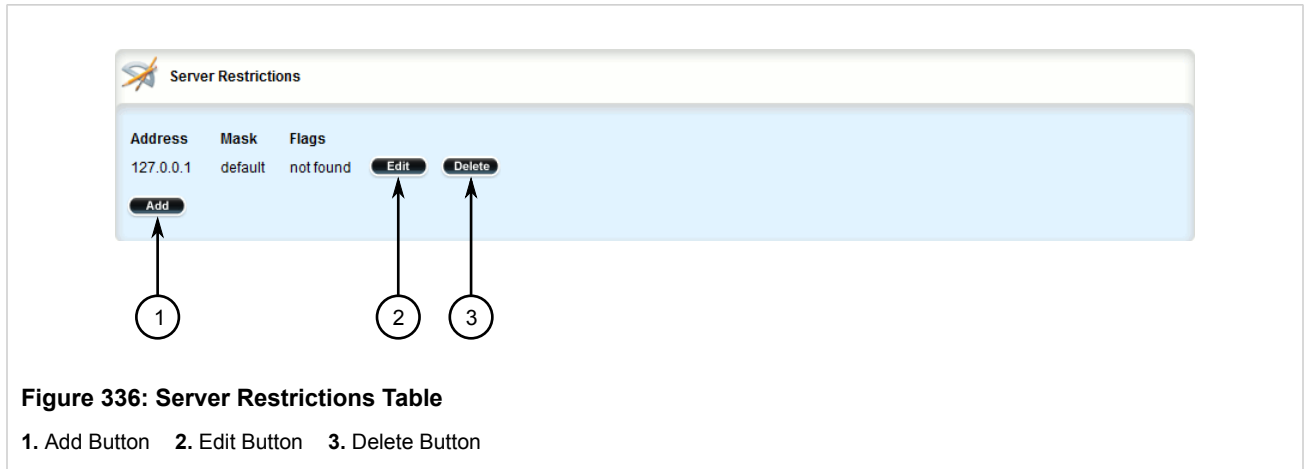 Server Restrictions
Address Mask Flags
127.0.0.1 default not found Edit Delete
Add
1 2 3
Figure 336: Server Restrictions Table
1. Add Button 2. Edit Button 3. Delete Button